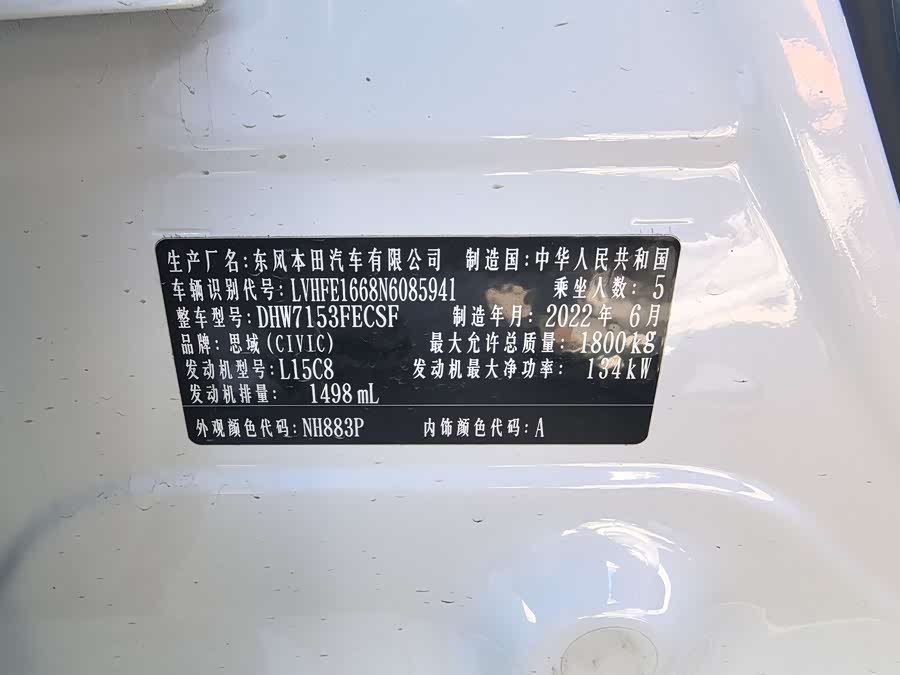 生产厂名:东风本田汽车有限公司 制造国:中华人民共和国
车辆识别代号:LVHFE1668N6085941 乘坐人数: 5
整车型号:DHW7153FECSF 制造年月: 2022年 6月
品牌: 思域(CIVIC) 最大允许总质量: 1800kg
发动机型号:L15C8 发动机最大净功率: 134kW
发动机排量: 1498mL
外观颜色代码:NH883P 内饰颜色代码:A